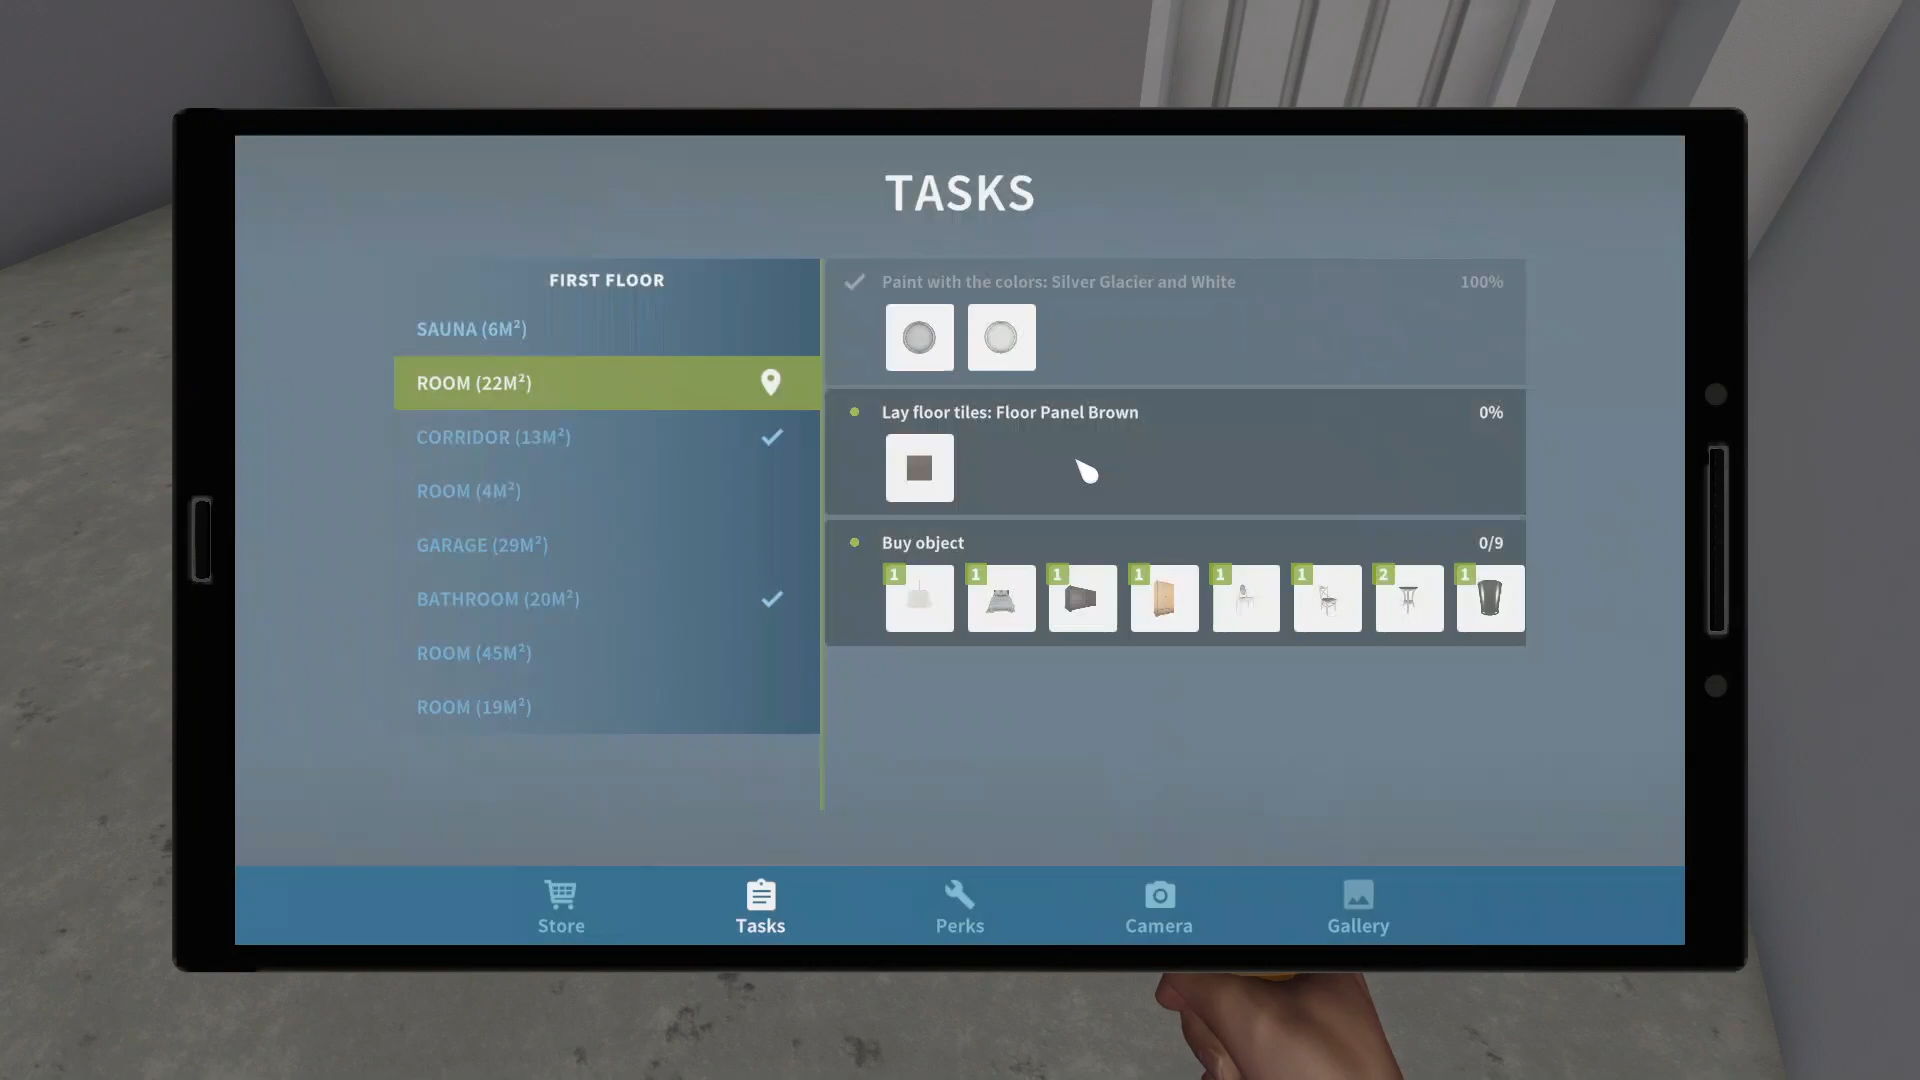 TASKS
FIRST FLOOR
SAUNA (6M²)
ROOM (22M²)
CORRIDOR (13M²)
ROOM (4M²)
GARAGE (29M²)
BATHROOM (20M²)
ROOM (45M²)
ROOM (19M²)
Paint with the colors: Silver Glacier and White 100%
Lay floor tiles: Floor Panel Brown 0%
Buy object 0/9
1 1 1 1 1 1 2 1
Store Tasks Perks Camera Gallery